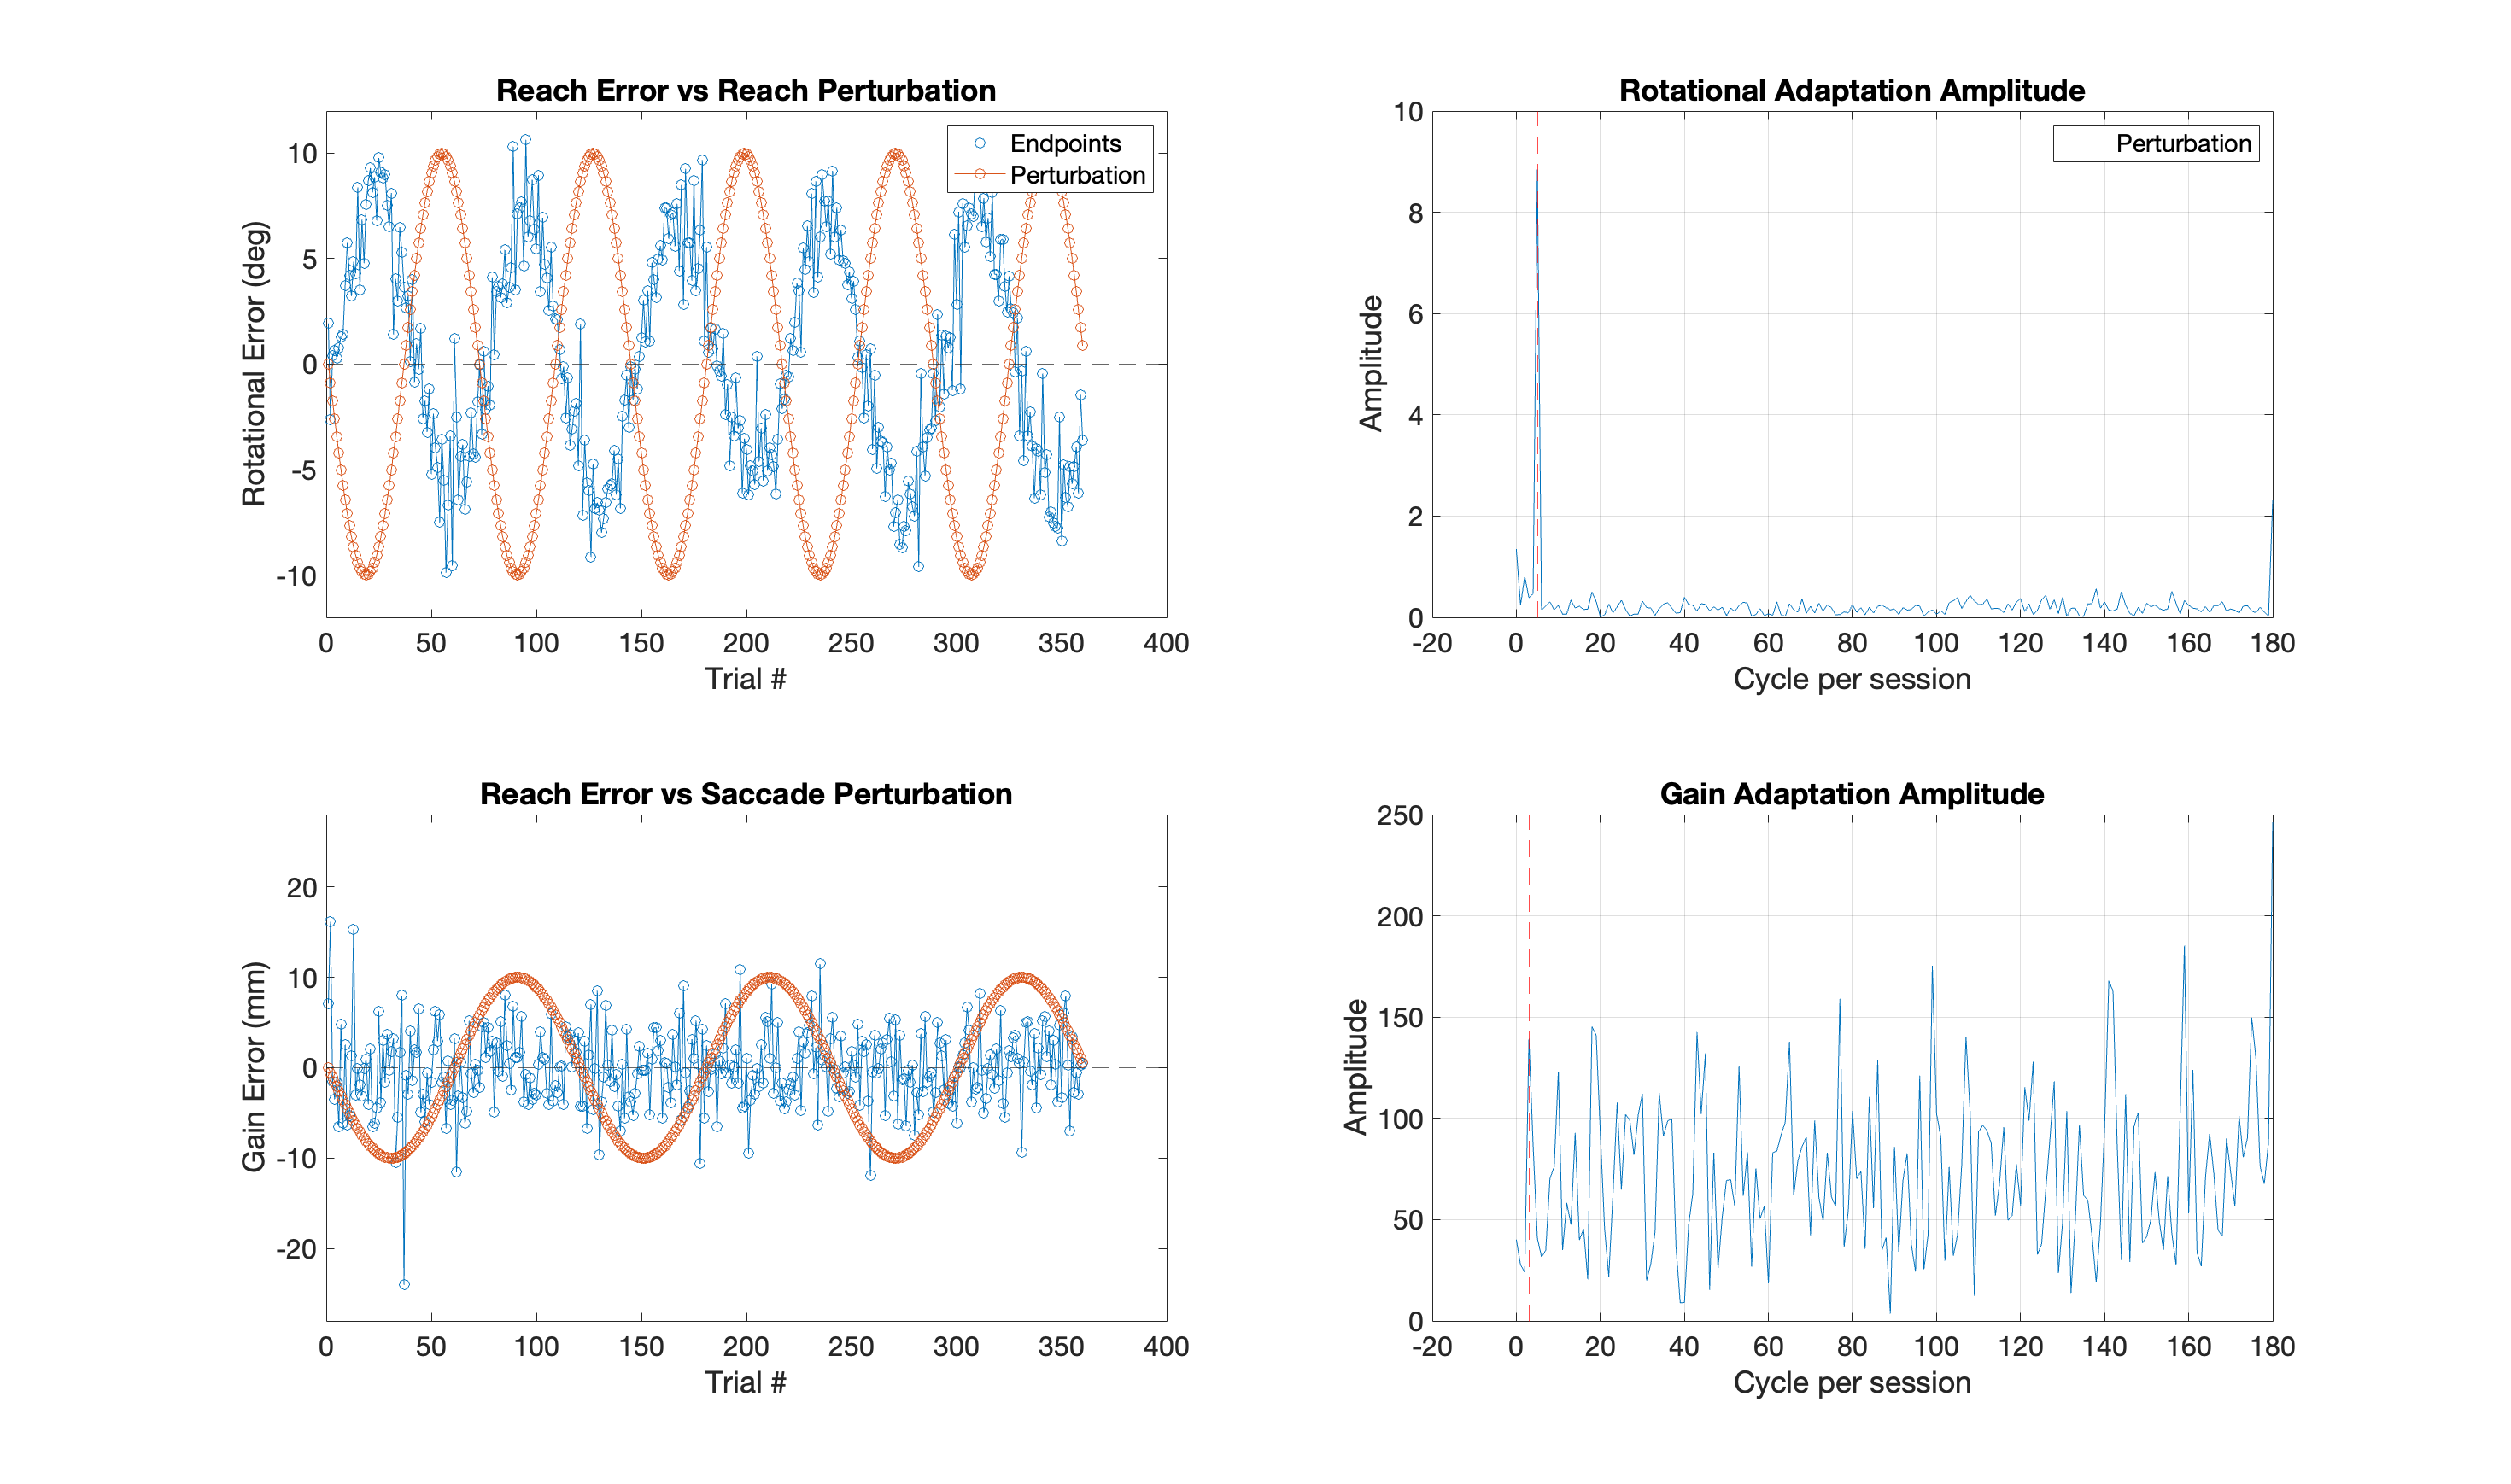 Reach Error vs Reach Perturbation
Endpoints
Perturbation
10
5
0
-5
-10
Rotational Error (deg)
0 50 100 150 200 250 300 350 400
Trial #
Rotational Adaptation Amplitude
Perturbation
10
8
6
4
2
0
Amplitude
-20 0 20 40 60 80 100 120 140 160 180
Cycle per session
Reach Error vs Saccade Perturbation
20
10
0
-10
-20
Gain Error (mm)
0 50 100 150 200 250 300 350 400
Trial #
Gain Adaptation Amplitude
250
200
150
100
50
0
Amplitude
-20 0 20 40 60 80 100 120 140 160 180
Cycle per session